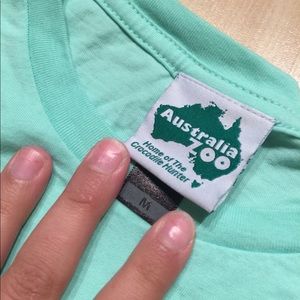 Australia
ZOO
Home of The
Crocodile Hunter
M